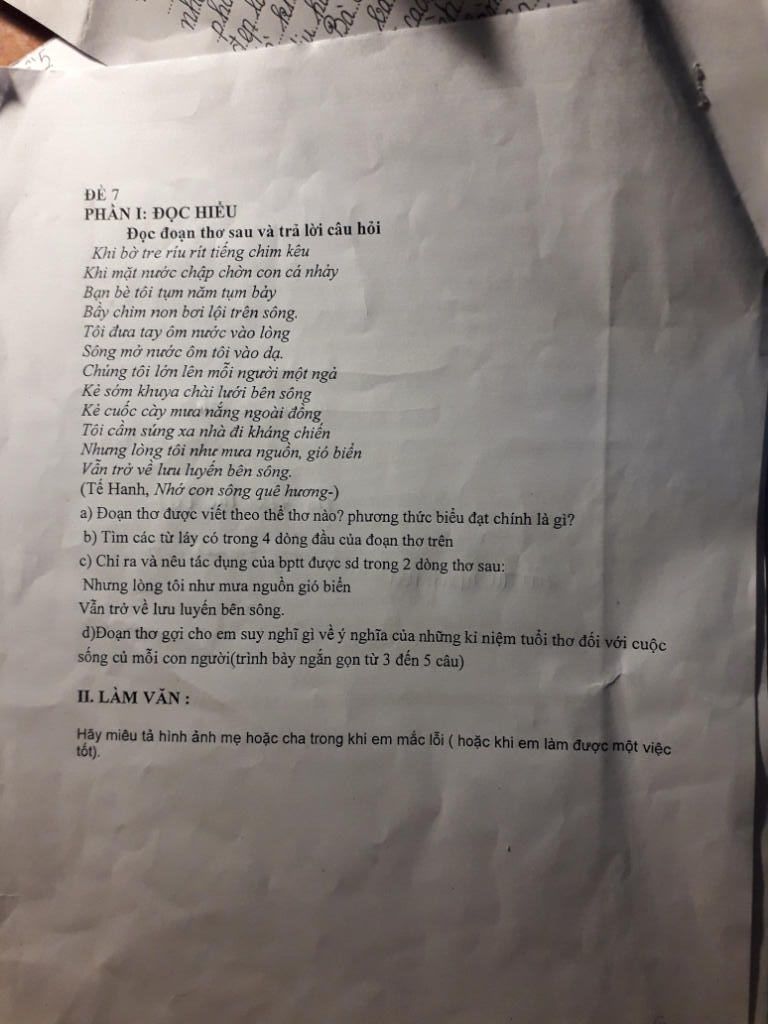 ĐỀ 7
PHẦN I: ĐỌC HIỂU
Đọc đoạn thơ sau và trả lời câu hỏi
Khi bờ tre ríu rít tiếng chim kêu
Khi mặt nước chập chờn con cá nhảy
Bạn bè tôi tụm năm tụm bảy
Bầy chim non bơi lội trên sông.
Tôi đưa tay ôm nước vào lòng
Sông mở nước ôm tôi vào dạ.
Chúng tôi lớn lên mỗi người một ngả
Kẻ sớm khuya chài lưới bên sông
Kẻ cuốc cày mưa nắng ngoài đồng
Tôi cầm súng xa nhà đi kháng chiến
Nhưng lòng tôi như mưa nguồn, gió biển
Vẫn trở về lưu luyến bên sông.
(Tế Hanh, Nhớ con sông quê hương-)
a) Đoạn thơ được viết theo thể thơ nào? phương thức biểu đạt chính là gì?
b) Tìm các từ láy có trong 4 dòng đầu của đoạn thơ trên
c) Chỉ ra và nêu tác dụng của bptt được sd trong 2 dòng thơ sau:
Nhưng lòng tôi như mưa nguồn gió biển
Vẫn trở về lưu luyến bên sông.
d)Đoạn thơ gợi cho em suy nghĩ gì về ý nghĩa của những kỉ niệm tuổi thơ đối với cuộc
sống củ mỗi con người(trình bày ngắn gọn từ 3 đến 5 câu)
II. LÀM VĂN :
Hãy miêu tả hình ảnh mẹ hoặc cha trong khi em mắc lỗi ( hoặc khi em làm được một việc
tốt).